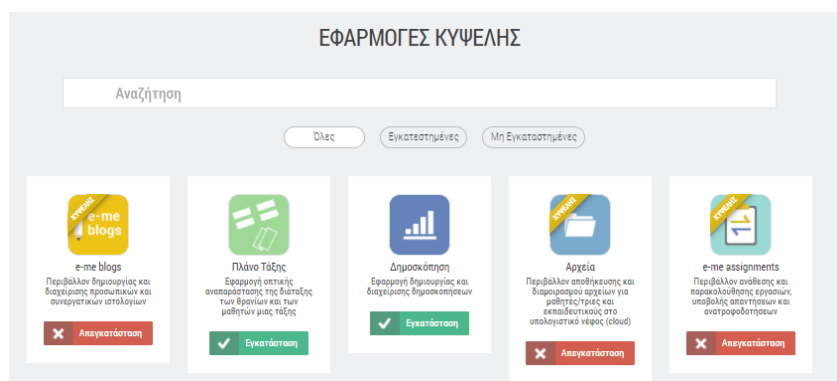 ΕΦΑΡΜΟΓΕΣ ΚΥΨΕΛΗΣ
Αναζήτηση
Όλες
Εγκατεστημένες
Μη Εγκαταστημένες
ΚΥΨΕΛΗΣ
e-me
blogs
e-me blogs
Περιβάλλον δημιουργίας και
διαχείρισης προσωπικών και
συνεργατικών ιστολογίων
Απεγκατάσταση
Πλάνο Τάξης
Εφαρμογή οπτικής
αναπαράστασης της διάταξης
των θρανίων και των
μαθητών μιας τάξης
Εγκατάσταση
Δημοσκόπηση
Εφαρμογή δημιουργίας και
διαχείρισης δημοσκοπήσεων
Εγκατάσταση
ΚΥΨΕΛΗΣ
Αρχεία
Περιβάλλον αποθήκευσης και
διαμοιρασμού αρχείων για
μαθητές/τριες και
εκπαιδευτικούς στο
υπολογιστικό νέφος (cloud)
Απεγκατάσταση
ΚΥΨΕΛΗΣ
e-me assignments
Περιβάλλον ανάθεσης και
παρακολούθησης εργασιών,
υποβολής απαντήσεων και
ανατροφοδοτήσεων
Απεγκατάσταση